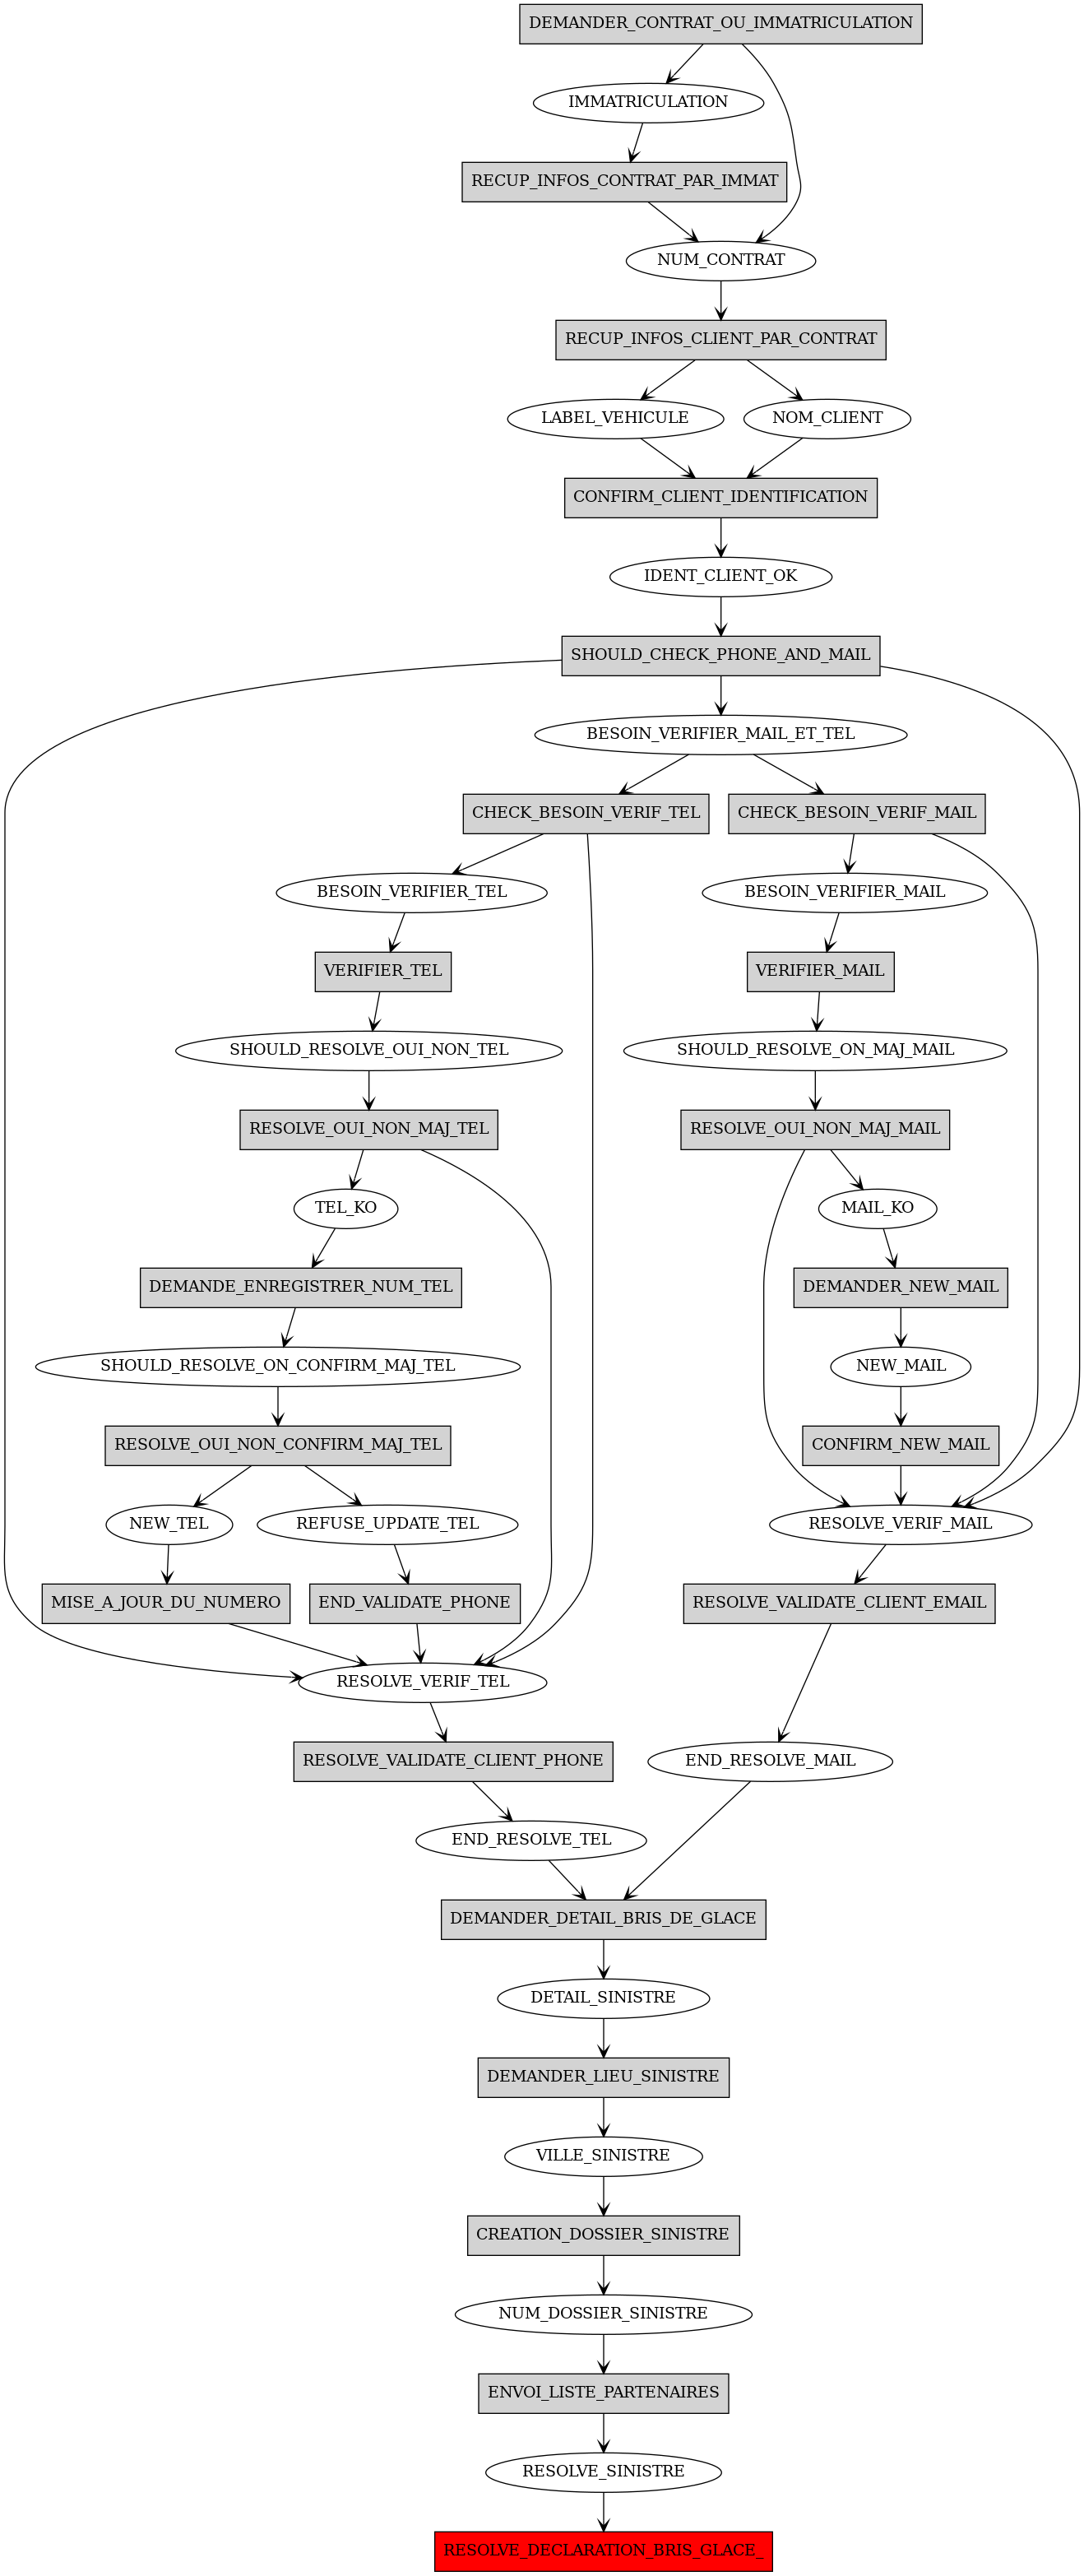 DEMANDER_CONTRAT_OU_IMMATRICULATION
IMMATRICULATION
RECUP_INFOS_CONTRAT_PAR_IMMAT
NUM_CONTRAT
RECUP_INFOS_CLIENT_PAR_CONTRAT
LABEL_VEHICULE
NOM_CLIENT
CONFIRM_CLIENT_IDENTIFICATION
IDENT_CLIENT_OK
SHOULD_CHECK_PHONE_AND_MAIL
BESOIN_VERIFIER_MAIL_ET_TEL
CHECK_BESOIN_VERIF_TEL
CHECK_BESOIN_VERIF_MAIL
BESOIN_VERIFIER_TEL
BESOIN_VERIFIER_MAIL
VERIFIER_TEL
VERIFIER_MAIL
SHOULD_RESOLVE_OUI_NON_TEL
SHOULD_RESOLVE_ON_MAJ_MAIL
RESOLVE_OUI_NON_MAJ_TEL
RESOLVE_OUI_NON_MAJ_MAIL
TEL_KO
MAIL_KO
DEMANDE_ENREGISTRER_NUM_TEL
DEMANDER_NEW_MAIL
SHOULD_RESOLVE_ON_CONFIRM_MAJ_TEL
NEW_MAIL
RESOLVE_OUI_NON_CONFIRM_MAJ_TEL
CONFIRM_NEW_MAIL
NEW_TEL
REFUSE_UPDATE_TEL
RESOLVE_VERIF_MAIL
MISE_A_JOUR_DU_NUMERO
END_VALIDATE_PHONE
RESOLVE_VALIDATE_CLIENT_EMAIL
RESOLVE_VERIF_TEL
RESOLVE_VALIDATE_CLIENT_PHONE
END_RESOLVE_MAIL
END_RESOLVE_TEL
DEMANDER_DETAIL_BRIS_DE_GLACE
DETAIL_SINISTRE
DEMANDER_LIEU_SINISTRE
VILLE_SINISTRE
CREATION_DOSSIER_SINISTRE
NUM_DOSSIER_SINISTRE
ENVOI_LISTE_PARTENAIRES
RESOLVE_SINISTRE
RESOLVE_DECLARATION_BRIS_GLACE_